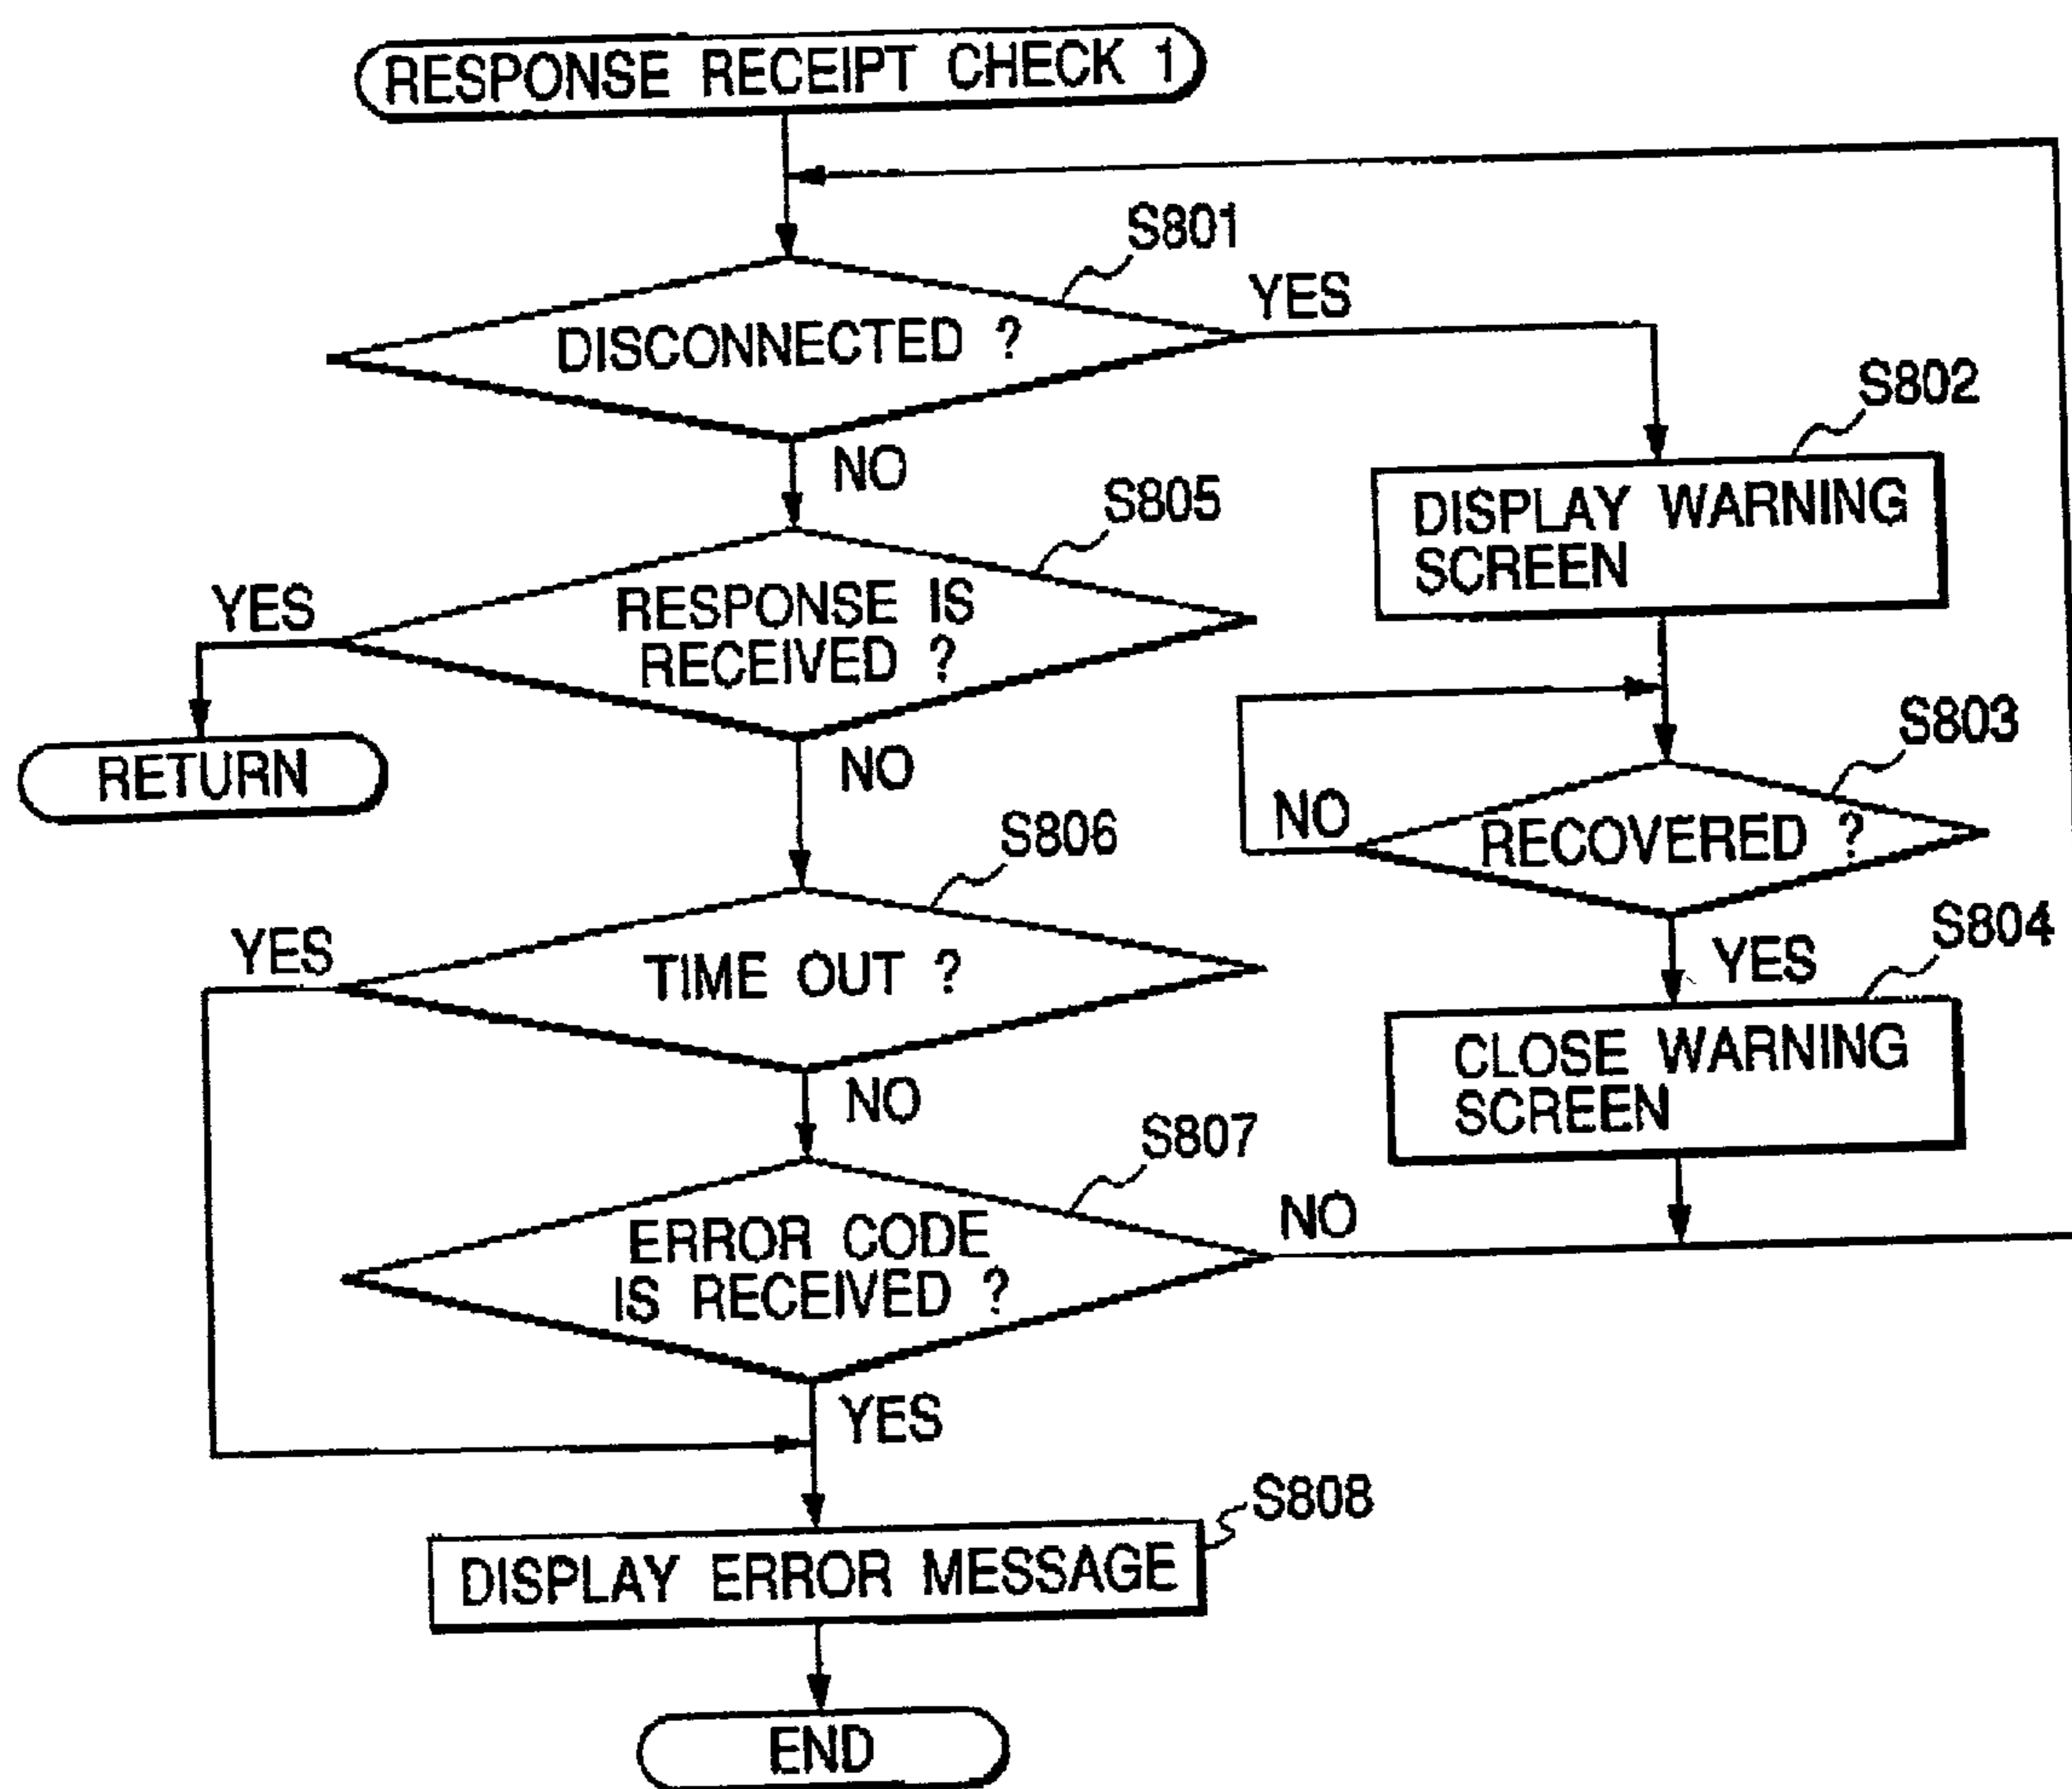 RESPONSE RECEIPT CHECK 1
S801
YES
DISCONNECTED ?
S802
NO
DISPLAY WARNING
SCREEN
S805
YES
RESPONSE IS
RECEIVED ?
RETURN
NO
S803
NO
RECOVERED ?
S806
YES
TIME OUT ?
YES
S804
CLOSE WARNING
SCREEN
NO
S807
NO
ERROR CODE
IS RECEIVED ?
YES
S808
DISPLAY ERROR MESSAGE
END